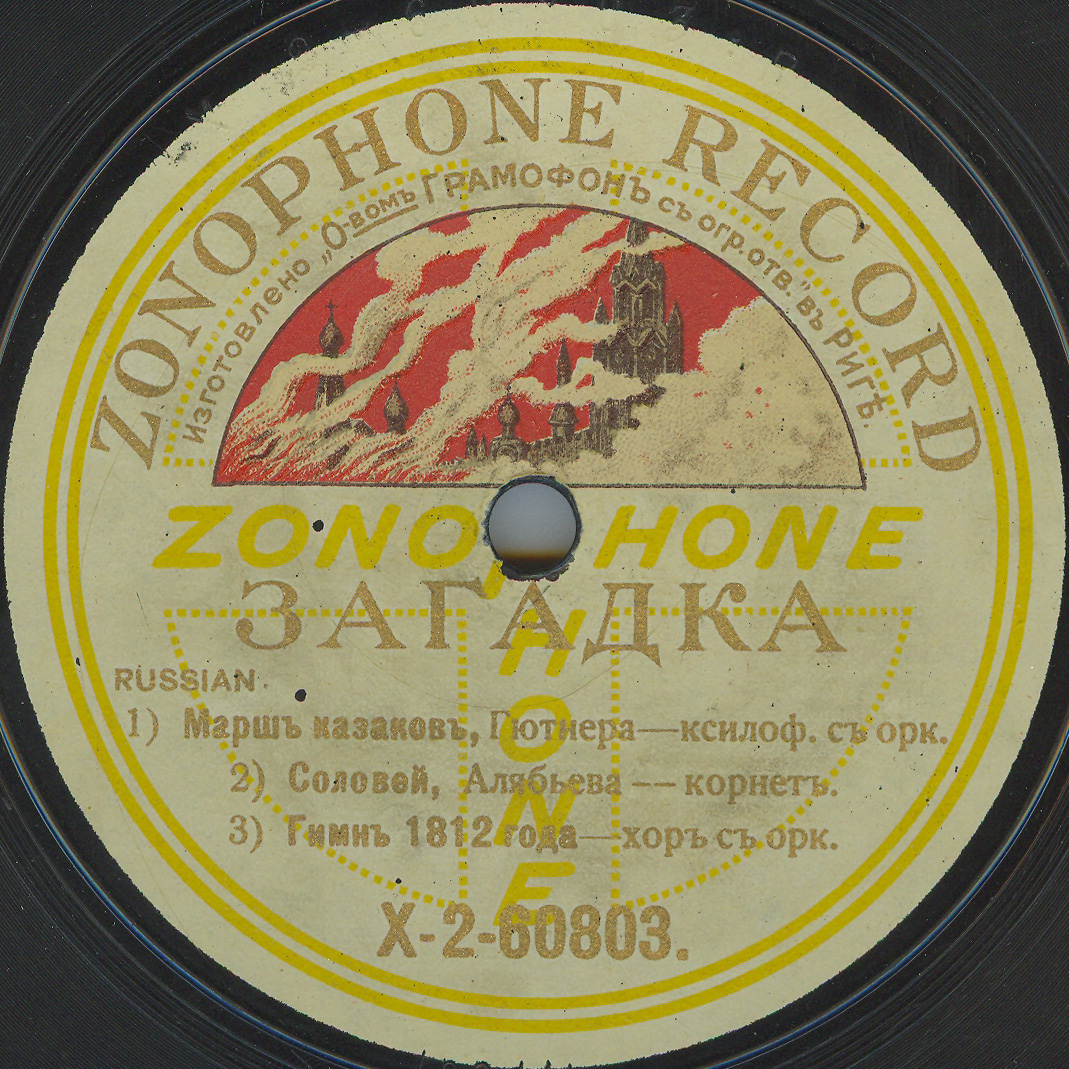 ZONOPHONE RECORD
Изготовлено „О-вомъ ГРАМОФОНЪ съ огр. отв.” въ РИГѢ.
ZONOPHONE
ЗАГАДКА
RUSSIAN
1) Маршъ казаковъ, Гютнера—ксилоф. съ орк.
2) Соловей, Алябьева — корнетъ.
3) Гимнъ 1812 года—хоръ съ орк.
X-2-60803.